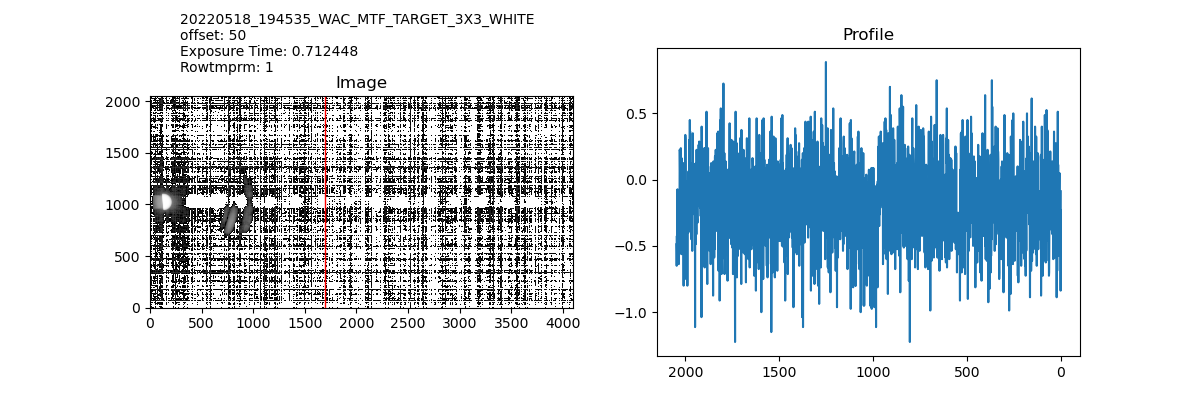 20220518_194535_WAC_MTF_TARGET_3X3_WHITE
offset: 50
Exposure Time: 0.712448
Rowtmprm: 1
Image
2000
1500
1000
500
0
0 500 1000 1500 2000 2500 3000 3500 4000
Profile
0.5
0.0
−0.5
−1.0
2000 1500 1000 500 0